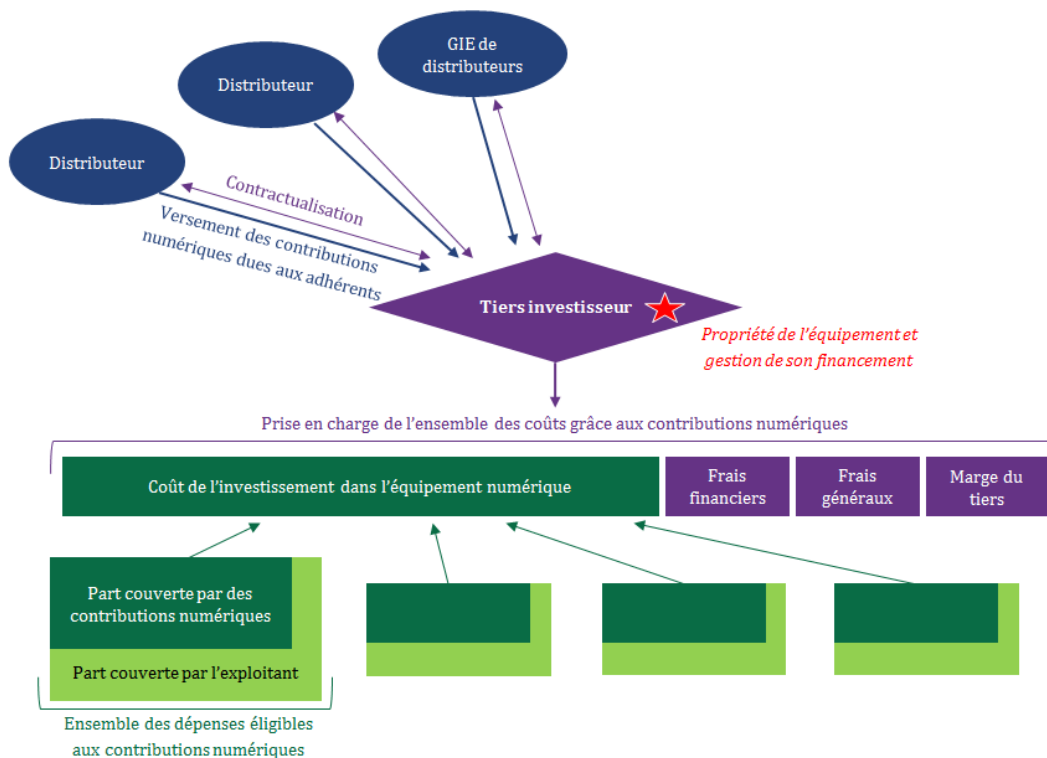 GIE de
distributeurs
Distributeur
Distributeur
Contractualisation
Versement des contributions
numériques dues aux adhérents
Tiers investisseur
Propriété de l'équipement et
gestion de son financement
Prise en charge de l'ensemble des coûts grâce aux contributions numériques
Coût de l'investissement dans l'équipement numérique
Frais
financiers
Frais
généraux
Marge du
tiers
Part couverte par des
contributions numériques
Part couverte par l'exploitant
Ensemble des dépenses éligibles
aux contributions numériques